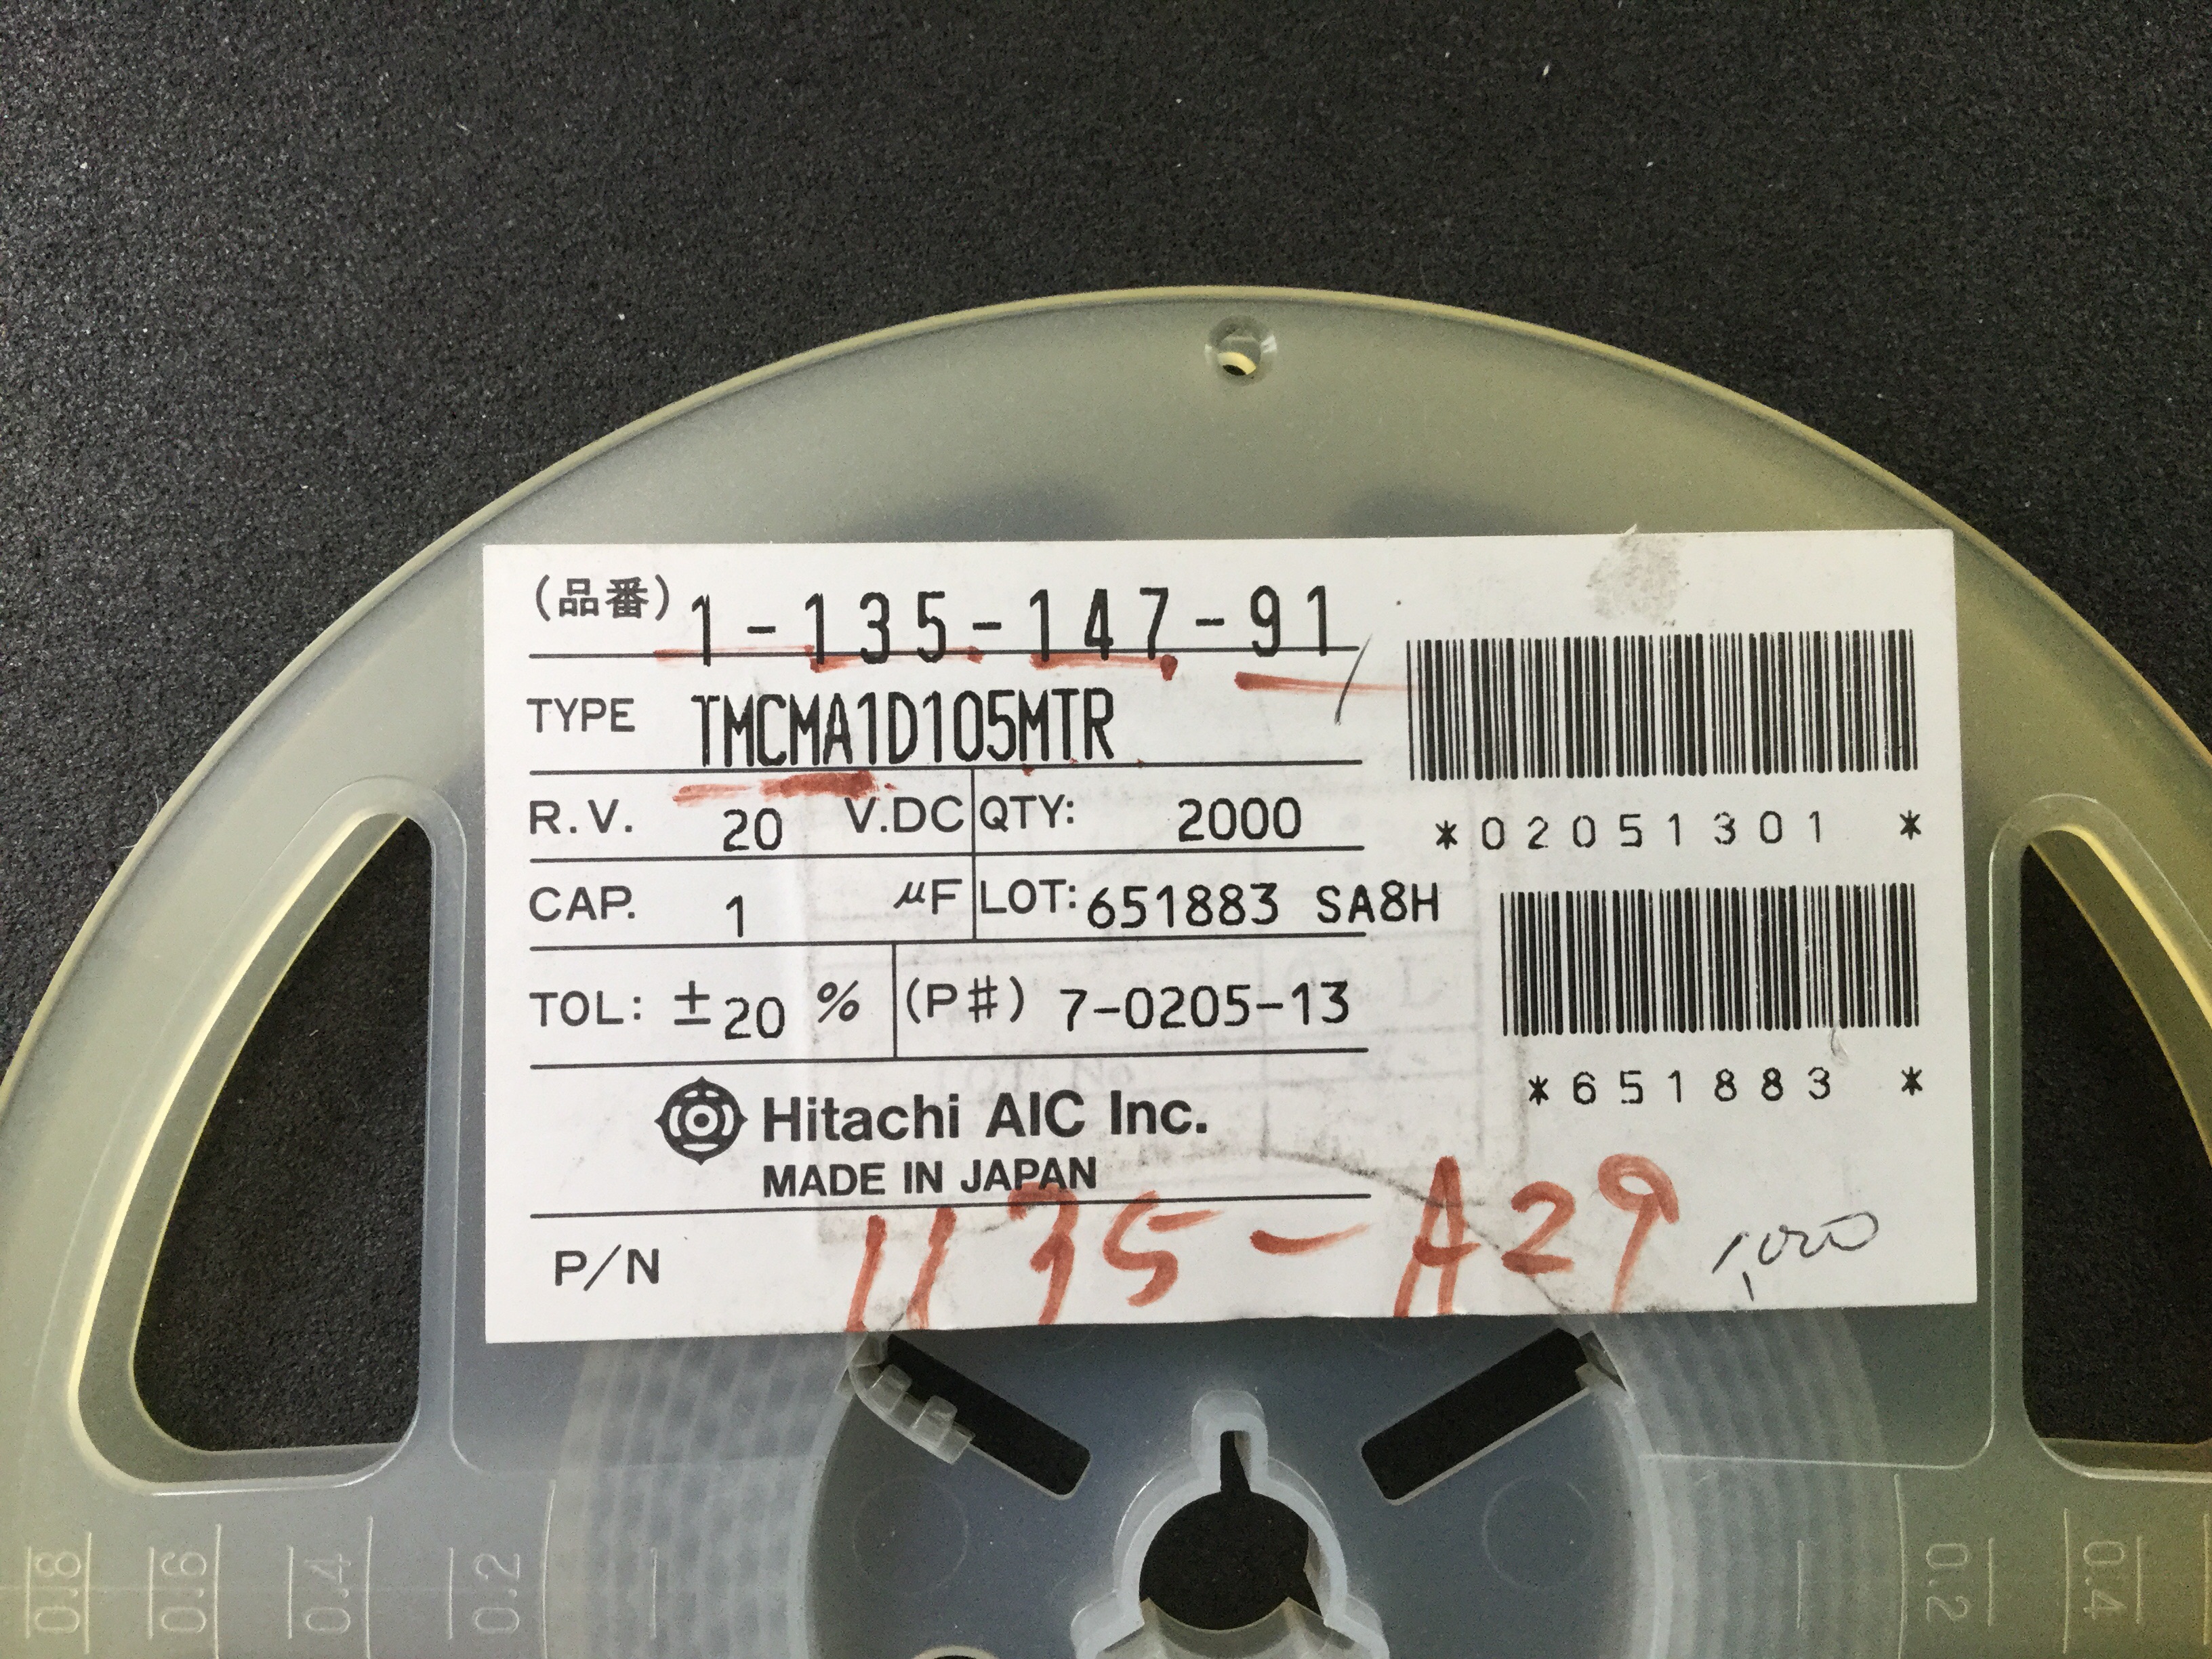 (品番) 1-135-147-91
TYPE TMCMA1D105MTR
R.V. 20 V.DC QTY: 2000
*02051301 *
CAP. 1 μF LOT: 651883 SA8H
TOL: ±20 % (P#) 7-0205-13
*651883 *
Hitachi AIC Inc.
MADE IN JAPAN
P/N 1135-A29 1,000
0.8 0.6 0.4 0.2 0.2 0.4